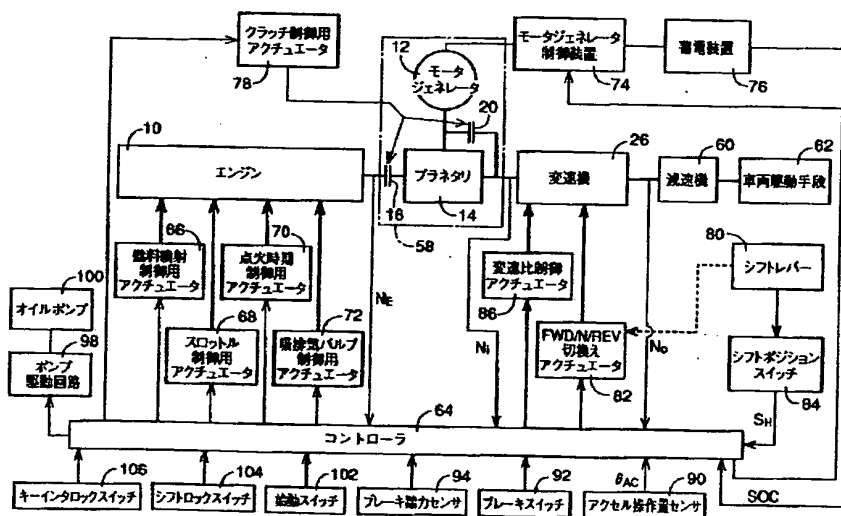 クラッチ制御用
アクチュエータ
78
12
モータ
ジェネレータ
モータジェネレータ
制御装置
74
蓄電装置
76
20
10
エンジン
16
プラネタリ
14
58
26
変速機
60
減速機
62
車両駆動手段
66
燃料噴射
制御用
アクチュエータ
70
点火時期
制御用
アクチュエータ
68
スロットル
制御用
アクチュエータ
72
吸排気バルブ
制御用
アクチュエータ
NE
Ni
変速比制御
アクチュエータ
86
FWD/N/REV
切換え
アクチュエータ
82
No
80
シフトレバー
シフトポジション
スイッチ
84
SH
100
オイルポンプ
98
ポンプ
駆動回路
64
コントローラ
106
キーインタロックスイッチ
104
シフトロックスイッチ
102
始動スイッチ
94
ブレーキ踏力センサ
92
ブレーキスイッチ
θAC
90
アクセル操作量センサ
SOC